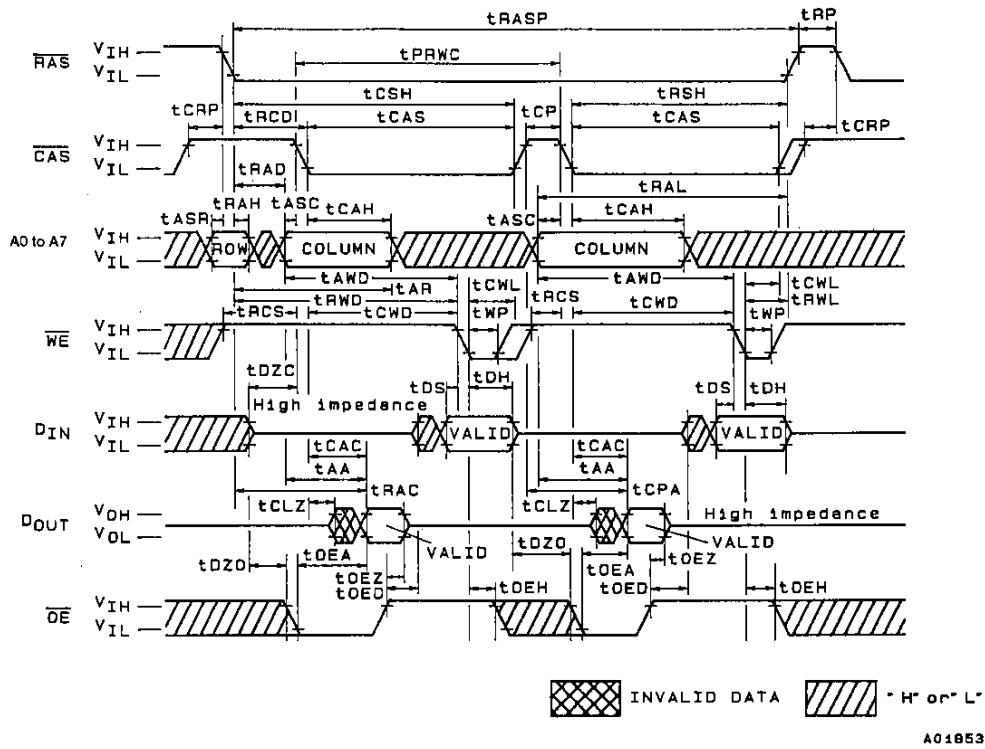 tRASP tRP
RAS VIH VIL
tPRWC
tCSH tRSH
tCRP tRCD tCAS tCP tCAS tCRP
CAS VIH VIL
tRAD tRAL
tASR tRAH tASC tCAH tASC tCAH
A0 to A7 VIH VIL ROW COLUMN COLUMN
tAWD tAWD
tAR tCWL tCWL
tRWD tRCS tRWL
tRCS tCWD tWP tCWD tWP
WE VIH VIL
tDZC tDS tDH tDS tDH
High impedance
DIN VIH VIL VALID VALID
tCAC tCAC
tAA tAA
tRAC tCPA
tCLZ tCLZ
DOUT VOH VOL High impedance
VALID VALID
tDZO tOEA tDZO tOEA tOEZ
tOEZ
tOED tOEH tOED tOEH
OE VIH VIL
INVALID DATA "H" or "L"
A01853